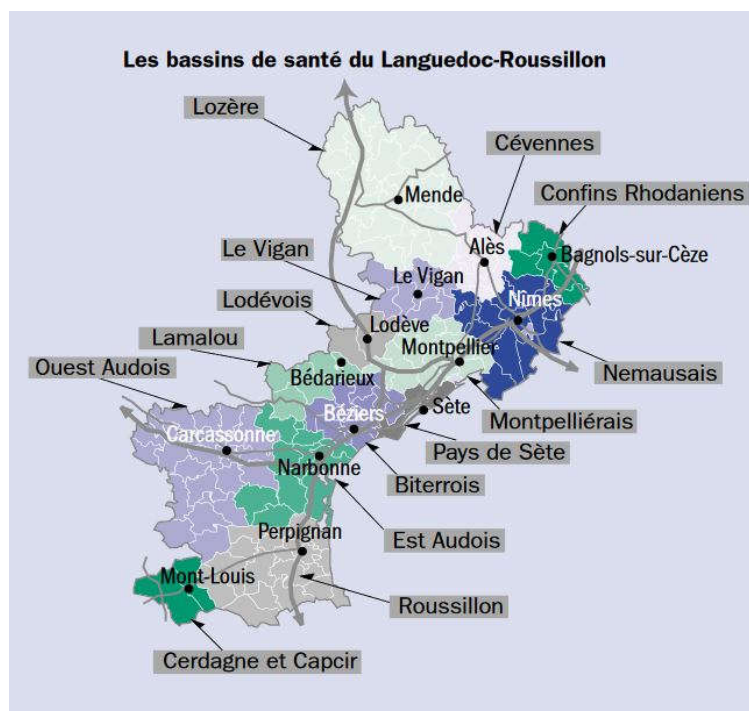 Les bassins de santé du Languedoc-Roussillon
Lozère
Cévennes
Mende
Confins Rhodaniens
Le Vigan
Alès
Bagnols-sur-Cèze
Le Vigan
Lodévois
Nîmes
Lodève
Lamalou
Montpellier
Ouest Audois
Bédarieux
Nemausais
Béziers
Sète
Montpelliérais
Carcassonne
Pays de Sète
Narbonne
Biterrois
Perpignan
Est Audois
Mont-Louis
Roussillon
Cerdagne et Capcir